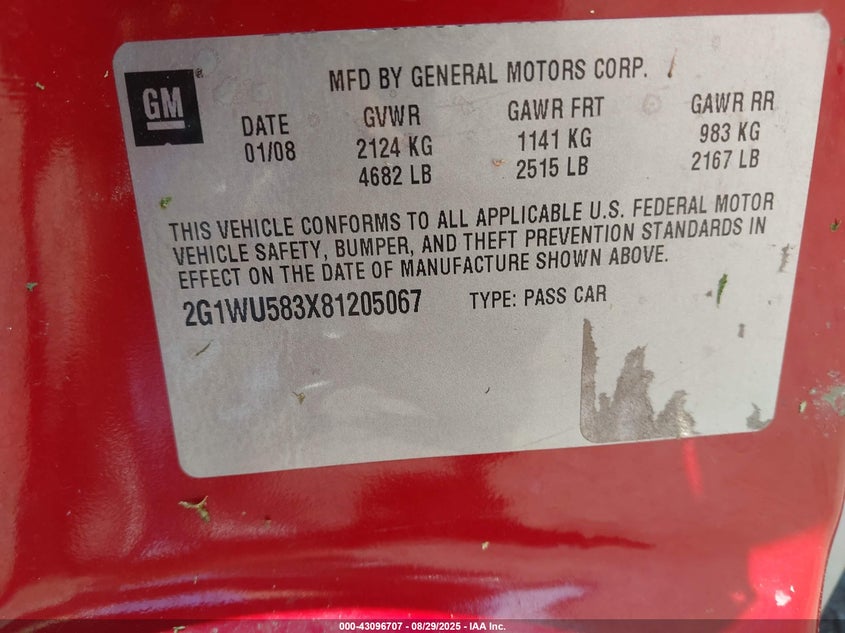 MFD BY GENERAL MOTORS CORP.
GM
DATE GVWR GAWR FRT GAWR RR
01/08 2124 KG 1141 KG 983 KG
4682 LB 2515 LB 2167 LB
THIS VEHICLE CONFORMS TO ALL APPLICABLE U.S. FEDERAL MOTOR
VEHICLE SAFETY, BUMPER, AND THEFT PREVENTION STANDARDS IN
EFFECT ON THE DATE OF MANUFACTURE SHOWN ABOVE.
2G1WU583X81205067 TYPE: PASS CAR
000-43096707 - 08/29/2025 - IAA Inc.